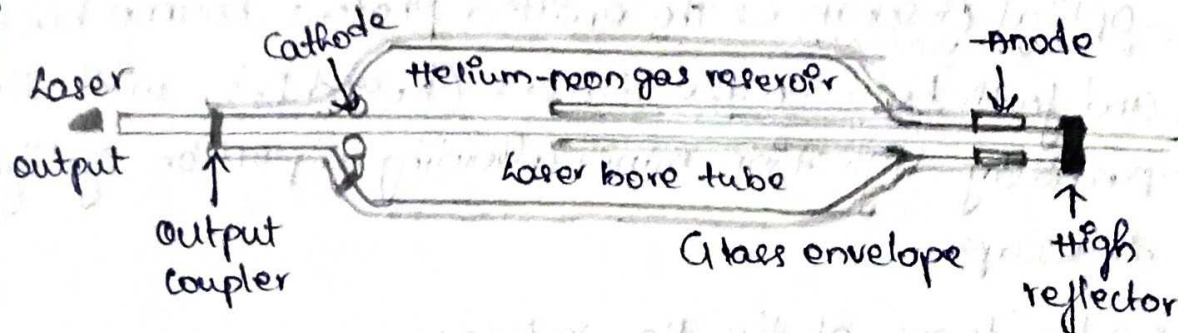 Cathode
Anode
Laser
output
Helium-neon gas reservoir
Laser bore tube
Output
coupler
Glass envelope
High
reflector